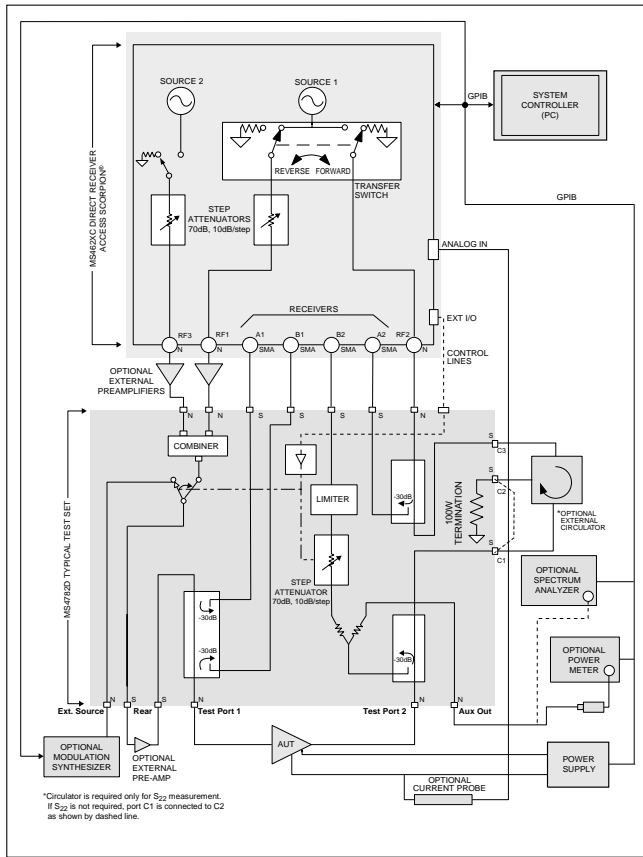 SOURCE 2
SOURCE 1
GPIB
SYSTEM
CONTROLLER
(PC)
REVERSE FORWARD
TRANSFER
SWITCH
STEP
ATTENUATORS
70dB, 10dB/step
MS462XC DIRECT RECEIVER
ACCESS SCORPION®
GPIB
ANALOG IN
RECEIVERS
EXT I/O
RF3 RF1 A1 B1 B2 A2 RF2
N N SMA SMA SMA SMA N
CONTROL
LINES
OPTIONAL
EXTERNAL
PREAMPLIFIERS
N N S S S S N
COMBINER
S
C3
S
C2
LIMITER
-30dB
100W
TERMINATION
*OPTIONAL
EXTERNAL
CIRCULATOR
S
C1
STEP
ATTENUATOR
70dB, 10dB/step
MS4782D TYPICAL TEST SET
OPTIONAL
SPECTRUM
ANALYZER
-30dB
-30dB
-30dB
OPTIONAL
POWER
METER
N S S N N N
Ext. Source Rear Test Port 1 Test Port 2 Aux Out
OPTIONAL
MODULATION
SYNTHESIZER
OPTIONAL
EXTERNAL
PRE-AMP
AUT
POWER
SUPPLY
OPTIONAL
CURRENT PROBE
*Circulator is required only for S22 measurement.
If S22 is not required, port C1 is connected to C2
as shown by dashed line.